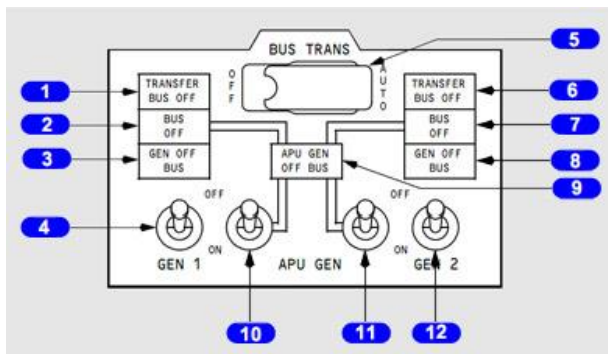 BUS TRANS
5
OFF
AUTO
1
TRANSFER
BUS OFF
TRANSFER
BUS OFF
6
2
BUS
OFF
BUS
OFF
7
3
GEN OFF
BUS
APU GEN
OFF BUS
GEN OFF
BUS
8
9
OFF
OFF
4
ON
ON
GEN 1
APU GEN
GEN 2
10
11
12